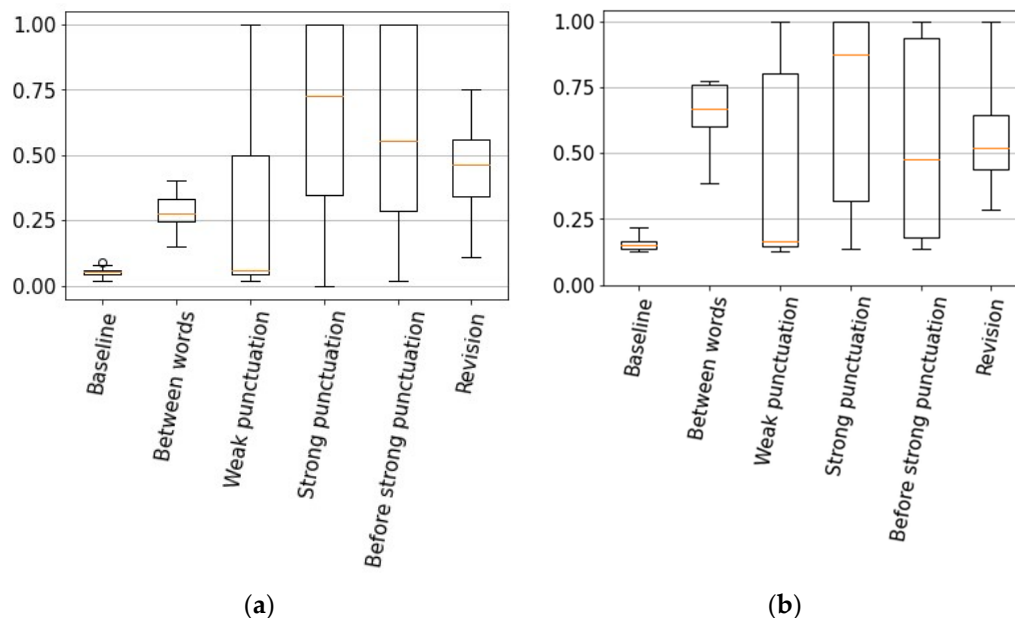 1.00
0.75
0.50
0.25
0.00
Baseline
Between words
Weak punctuation
Strong punctuation
Before strong punctuation
Revision
(a)
1.00
0.75
0.50
0.25
0.00
Baseline
Between words
Weak punctuation
Strong punctuation
Before strong punctuation
Revision
(b)